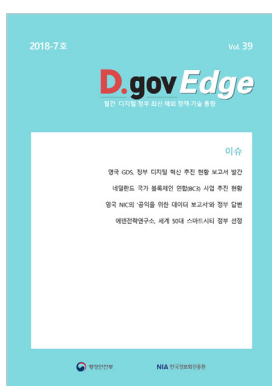 2018-7호
Vol. 39
D.gov Edge
월간 디지털 정부 최신 해외 정책·기술 동향
이슈
영국 GDS, 정부 디지털 혁신 추진 현황 보고서 발간
네덜란드 국가 블록체인 연합(BC3) 사업 추진 현황
영국 NIC의 '공익을 위한 데이터 보고서'와 정부 답변
에덴전략연구소, 세계 50대 스마트시티 정부 선정
행정안전부
NIA 한국정보화진흥원